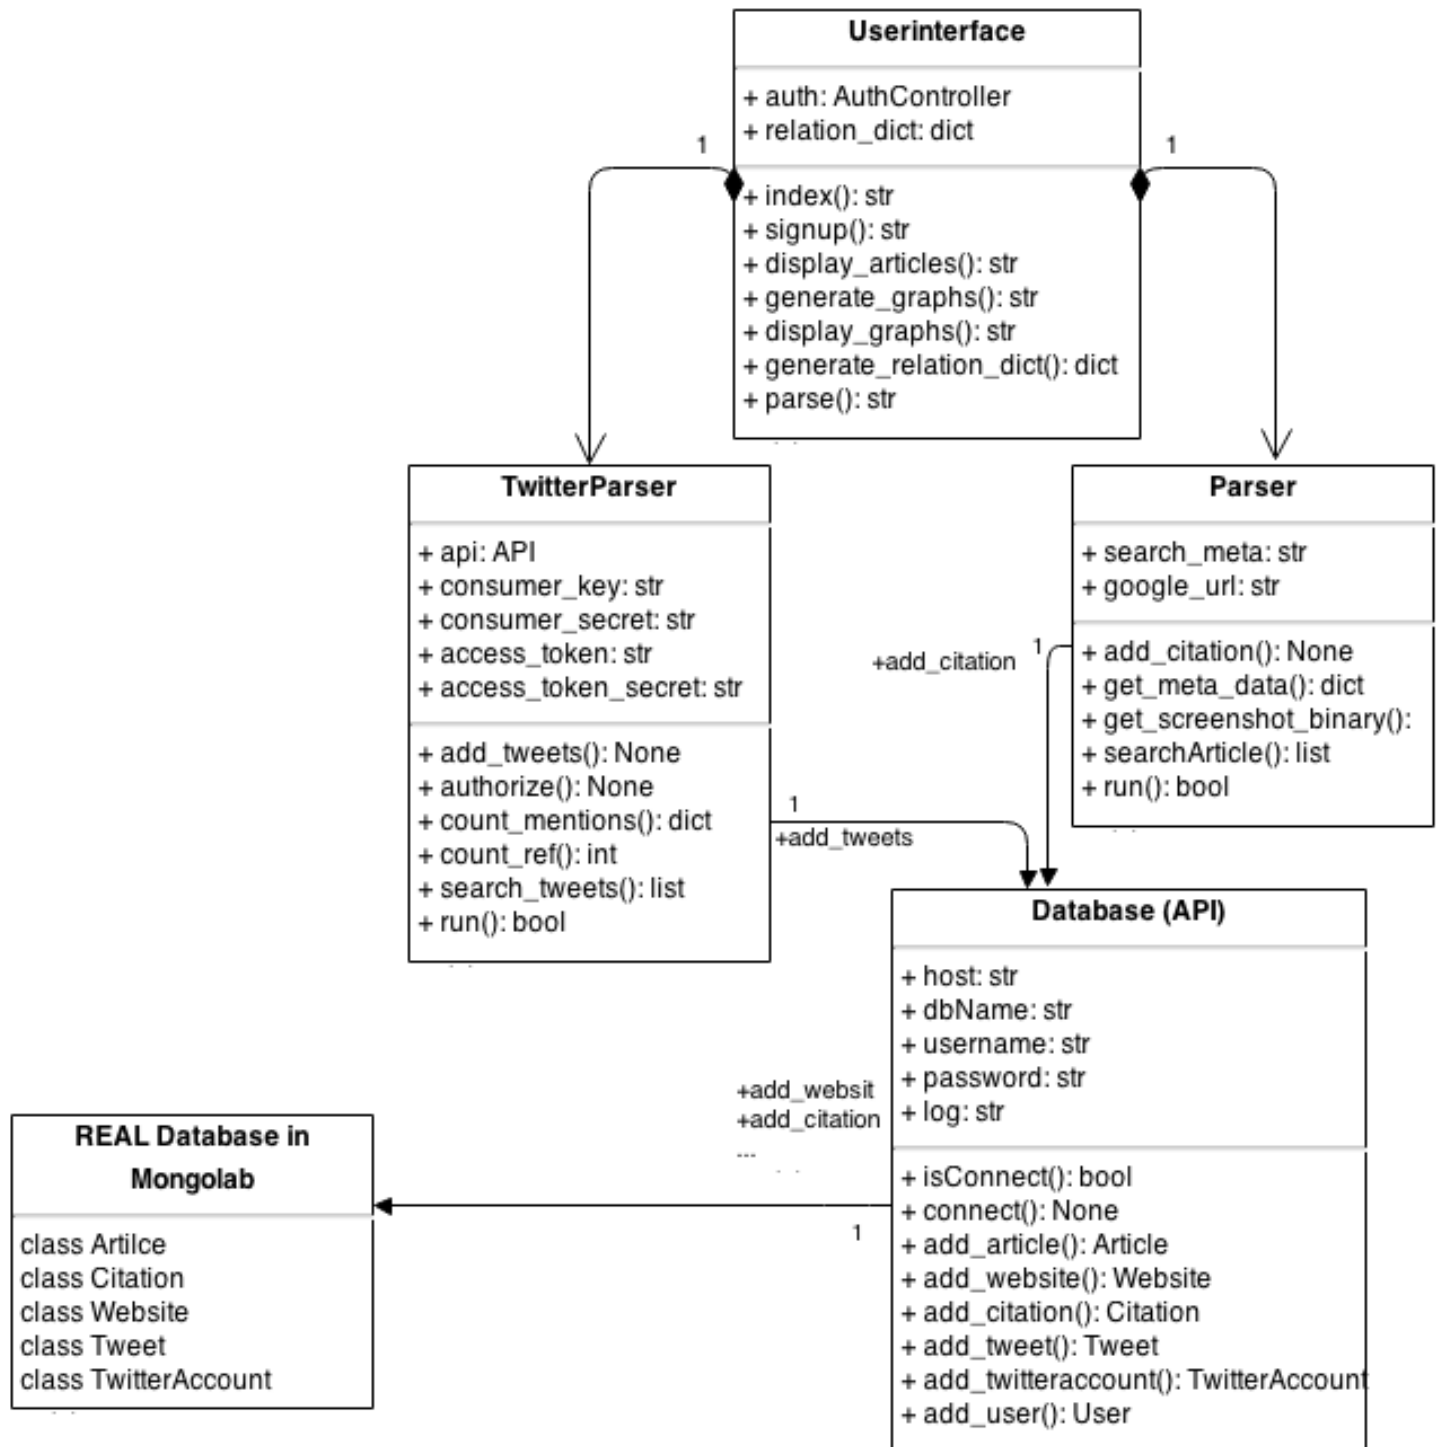 Userinterface
+ auth: AuthController
+ relation_dict: dict
1
1
+ index(): str
+ signup(): str
+ display_articles(): str
+ generate_graphs(): str
+ display_graphs(): str
+ generate_relation_dict(): dict
+ parse(): str
TwitterParser
+ api: API
+ consumer_key: str
+ consumer_secret: str
+ access_token: str
+ access_token_secret: str
+ add_tweets(): None
+ authorize(): None
+ count_mentions(): dict
+ count_ref(): int
+ search_tweets(): list
+ run(): bool
Parser
+ search_meta: str
+ google_url: str
+ add_citation(): None
+ get_meta_data(): dict
+ get_screenshot_binary():
+ searchArticle(): list
+ run(): bool
+add_citation
1
1
+add_tweets
Database (API)
+ host: str
+ dbName: str
+ username: str
+ password: str
+ log: str
+ isConnect(): bool
+ connect(): None
+ add_article(): Article
+ add_website(): Website
+ add_citation(): Citation
+ add_tweet(): Tweet
+ add_twitteraccount(): TwitterAccount
+ add_user(): User
+add_websit
+add_citation
...
1
REAL Database in
Mongolab
class Artilce
class Citation
class Website
class Tweet
class TwitterAccount